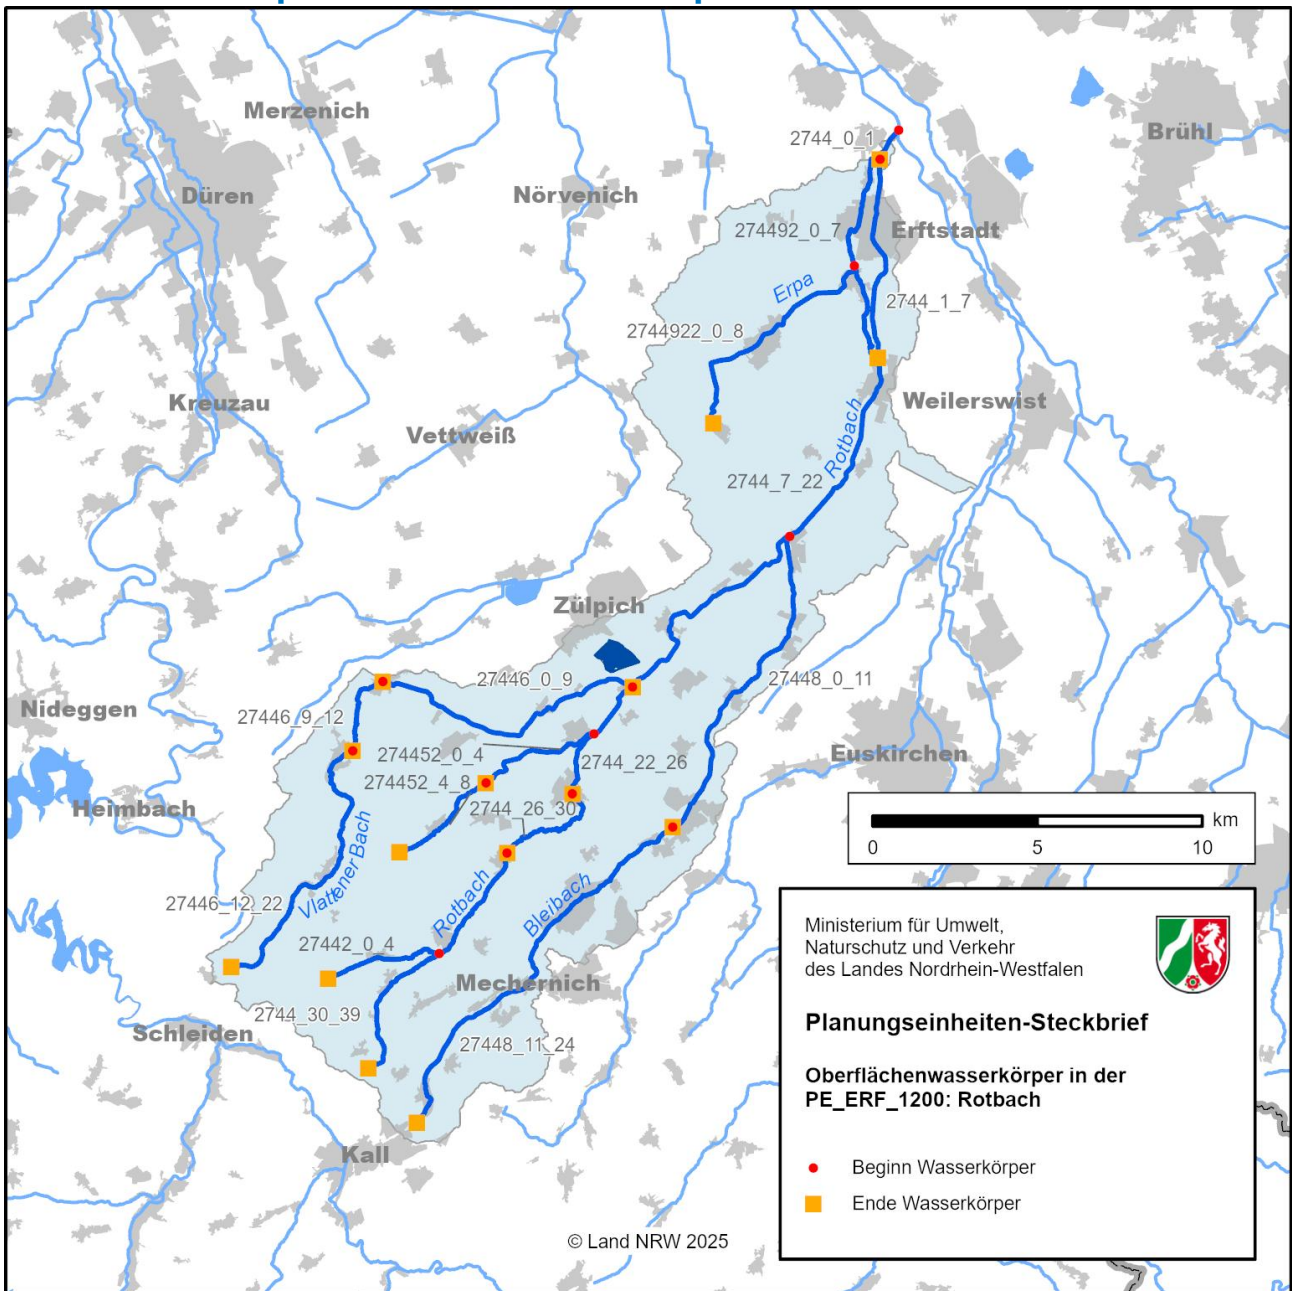 Merzenich
Brühl
2744_0_1
Düren
Nörvenich
274492_0_7
Erftstadt
Erpa
2744_1_7
2744922_0_8
Kreuzau
Weilerswist
Vettweiß
Rotbach
2744_7_22
Zülpich
27446_0_9
27448_0_11
Nideggen
27446_9_12
274452_0_4
2744_22_26
Euskirchen
274452_4_8
Heimbach
2744_26_30
km
0
5
10
Vlattener Bach
Rotbach
Bleibach
27446_12_22
27442_0_4
Mechernich
2744_30_39
Schleiden
27448_11_24
Kall
Ministerium für Umwelt,
Naturschutz und Verkehr
des Landes Nordrhein-Westfalen
Planungseinheiten-Steckbrief
Oberflächenwasserkörper in der
PE_ERF_1200: Rotbach
Beginn Wasserkörper
Ende Wasserkörper
© Land NRW 2025